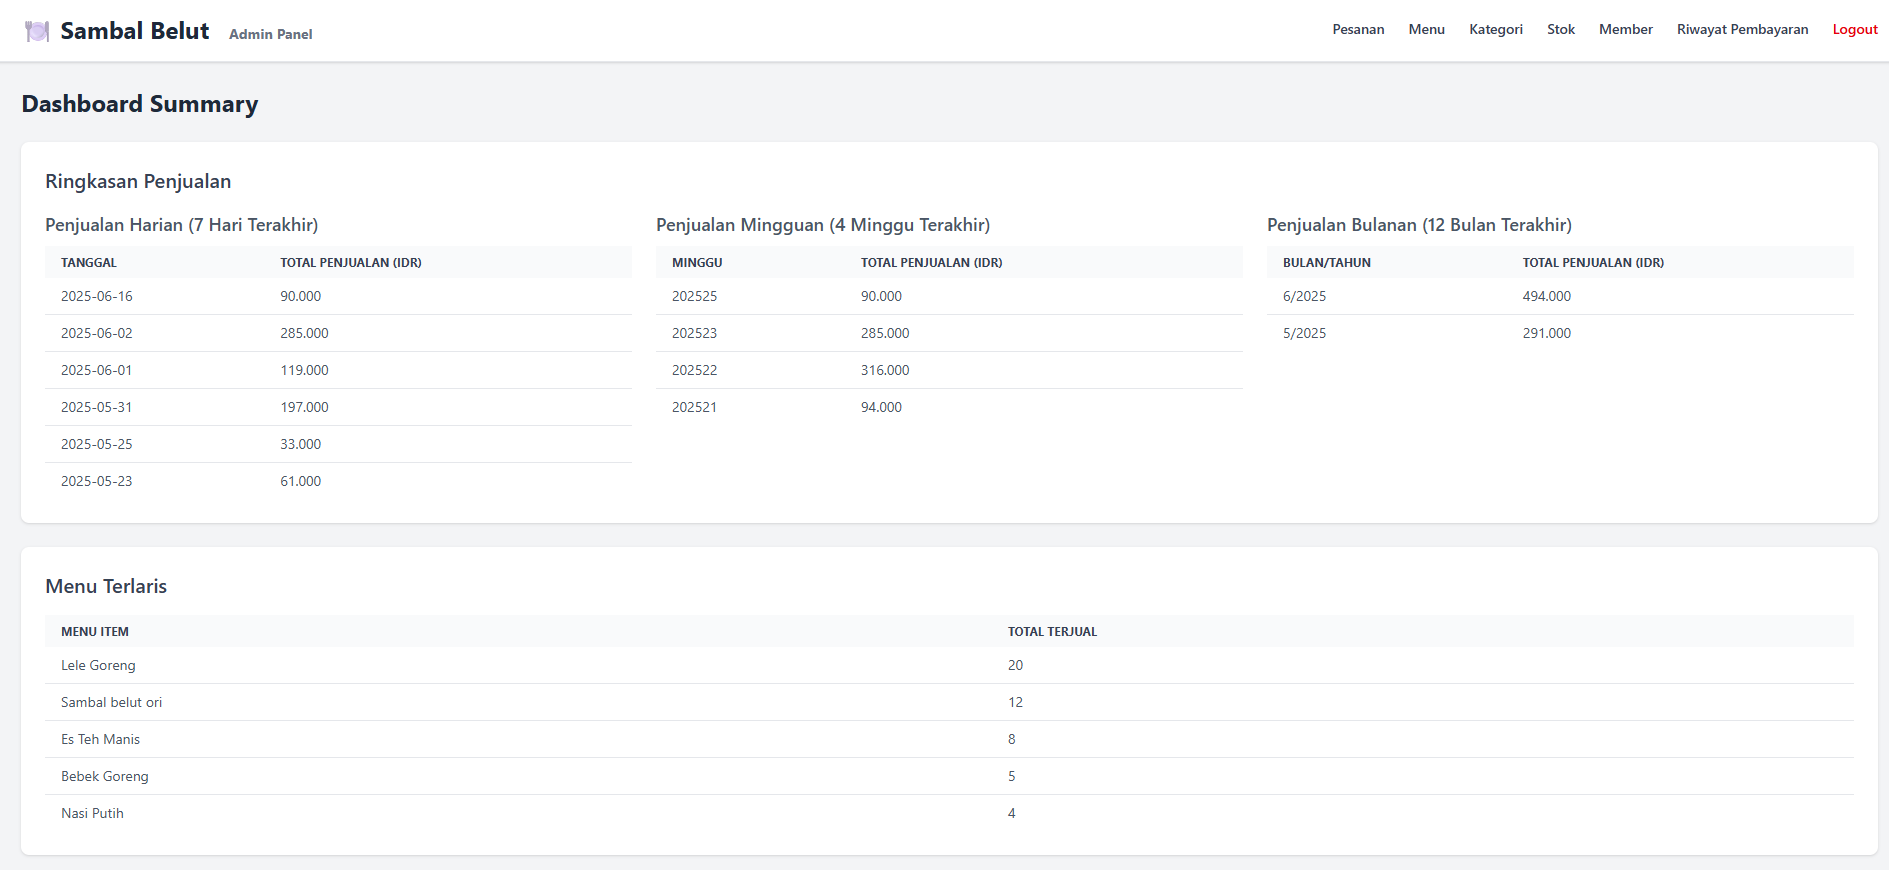 Sambal Belut Admin Panel Pesanan Menu Kategori Stok Member Riwayat Pembayaran Logout
Dashboard Summary
Ringkasan Penjualan
Penjualan Harian (7 Hari Terakhir)
TANGGAL TOTAL PENJUALAN (IDR)
2025-06-16 90.000
2025-06-02 285.000
2025-06-01 119.000
2025-05-31 197.000
2025-05-25 33.000
2025-05-23 61.000
Penjualan Mingguan (4 Minggu Terakhir)
MINGGU TOTAL PENJUALAN (IDR)
202525 90.000
202523 285.000
202522 316.000
202521 94.000
Penjualan Bulanan (12 Bulan Terakhir)
BULAN/TAHUN TOTAL PENJUALAN (IDR)
6/2025 494.000
5/2025 291.000
Menu Terlaris
MENU ITEM TOTAL TERJUAL
Lele Goreng 20
Sambal belut ori 12
Es Teh Manis 8
Bebek Goreng 5
Nasi Putih 4